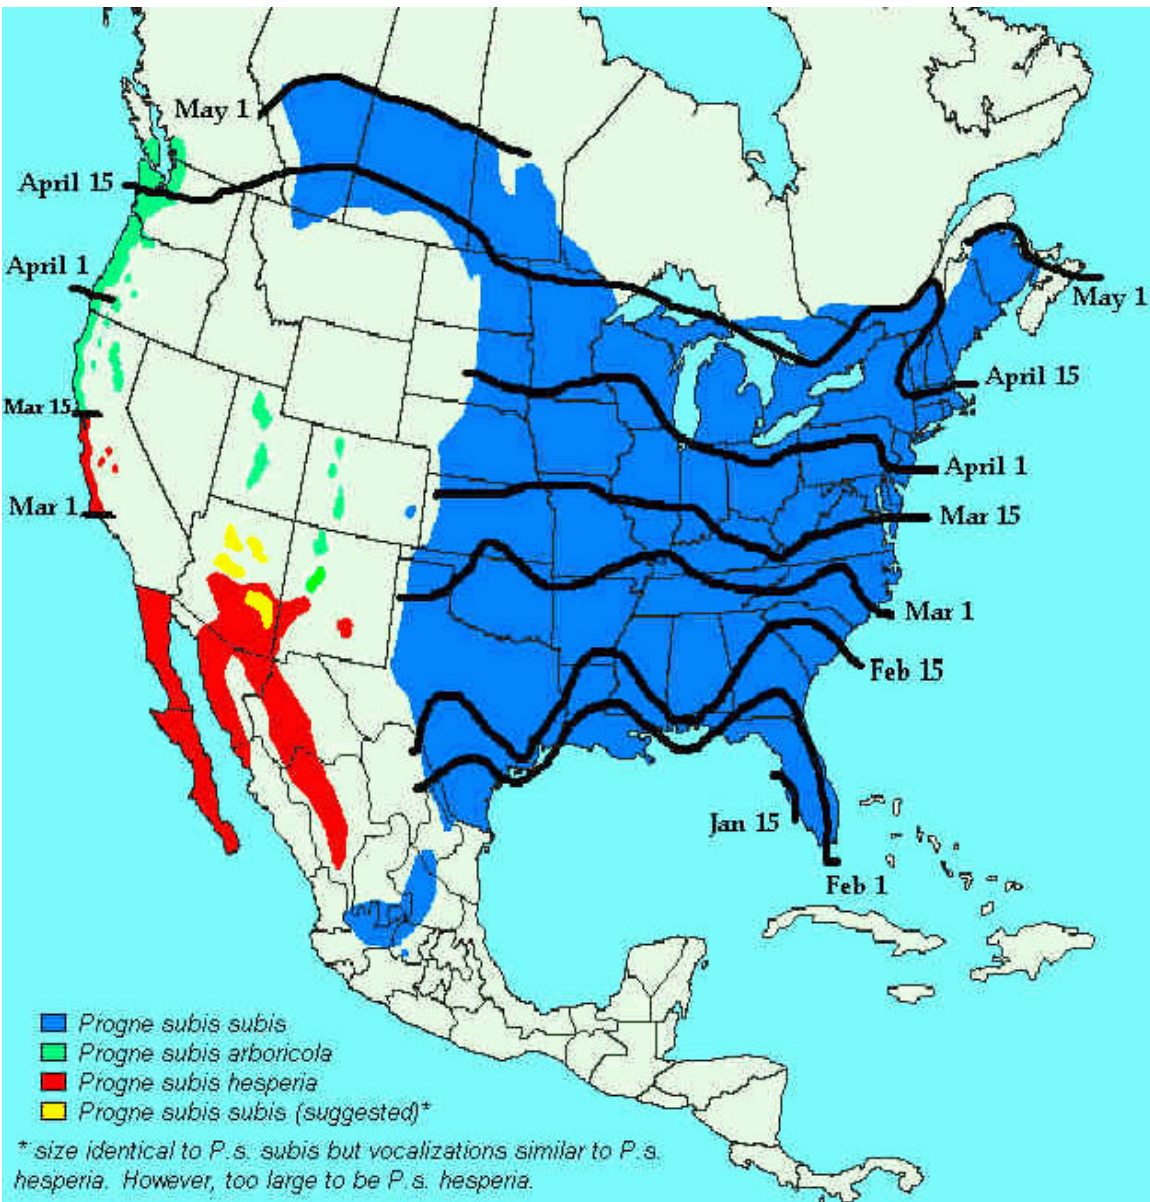 May 1
April 15
April 1
May 1
April 15
Mar 15
April 1
Mar 1
Mar 15
Mar 1
Feb 15
Jan 15
Feb 1
Progne subis subis
Progne subis arboricola
Progne subis hesperia
Progne subis subis (suggested)*
* size identical to P.s. subis but vocalizations similar to P.s.
hesperia. However, too large to be P.s. hesperia.